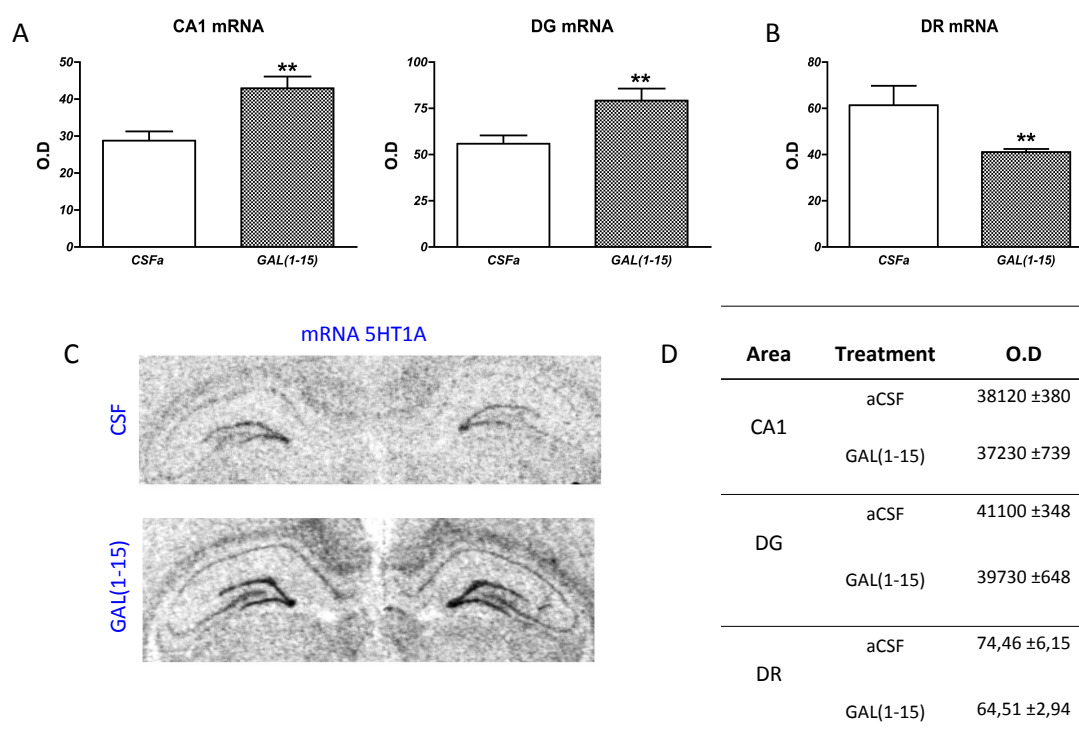 A
CA1 mRNA
50
40
30
20
10
0
O.D
**
CSFa
GAL(1-15)
DG mRNA
100
75
50
25
0
O.D
**
CSFa
GAL(1-15)
B
DR mRNA
80
60
40
20
0
O.D
**
CSFa
GAL(1-15)
C
mRNA 5HT1A
CSF
GAL(1-15)
D
Area Treatment O.D
aCSF 38120 ±380
CA1
GAL(1-15) 37230 ±739
aCSF 41100 ±348
DG
GAL(1-15) 39730 ±648
aCSF 74,46 ±6,15
DR
GAL(1-15) 64,51 ±2,94